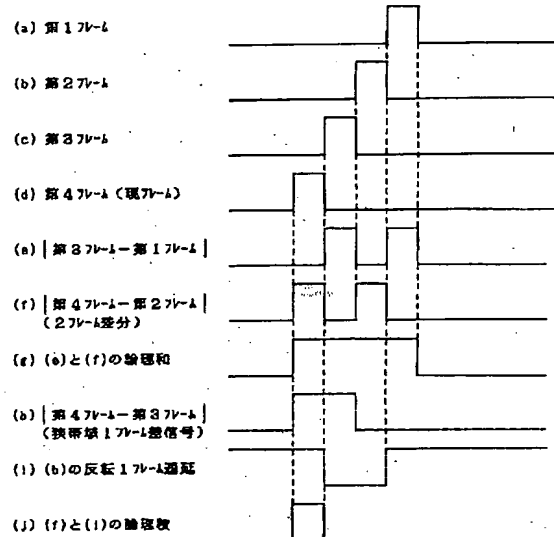 (a) 第1フレーム
(b) 第2フレーム
(c) 第3フレーム
(d) 第4フレーム (現フレーム)
(e) |第3フレーム－第1フレーム|
(f) |第4フレーム－第2フレーム|
(2フレーム差分)
(g) (e)と(f)の論理和
(h) |第4フレーム－第3フレーム|
(狭帯域1フレーム差信号)
(i) (h)の反転1フレーム遅延
(j) (f)と(i)の論理積